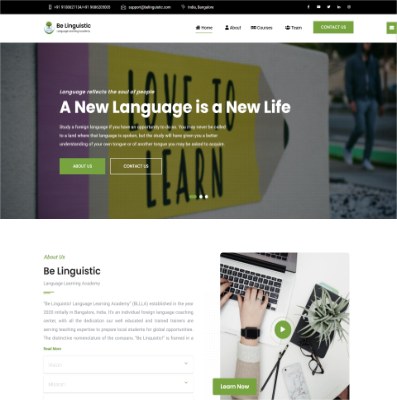 support@belinguistic.com
India, Bangalore
Be Linguistic
Language Learning Academy
Home
About
Courses
Team
CONTACT US
Language reflects the soul of people
A New Language is a New Life
Study a foreign language if you have an opportunity to do so. You may never be called
to a land where that language is spoken, but the study will have given you a better
understanding of your own tongue or of another tongue you may be asked to acquire.
ABOUT US
CONTACT US
LOVE TO
LEARN
About Us
Be Linguistic
Language Learning Academy
"Be Linguistic Language Learning Academy" (BLLA) established in the year
2020 initially in Bangalore, India. It's an individual foreign language coaching
center, with all the dedication our well educated and trained trainers are
serving teaching expertise to prepare local students for global opportunities.
The distinctive nomenclature of the company, "Be Linguistic" is framed in a
Read More
Learn Now